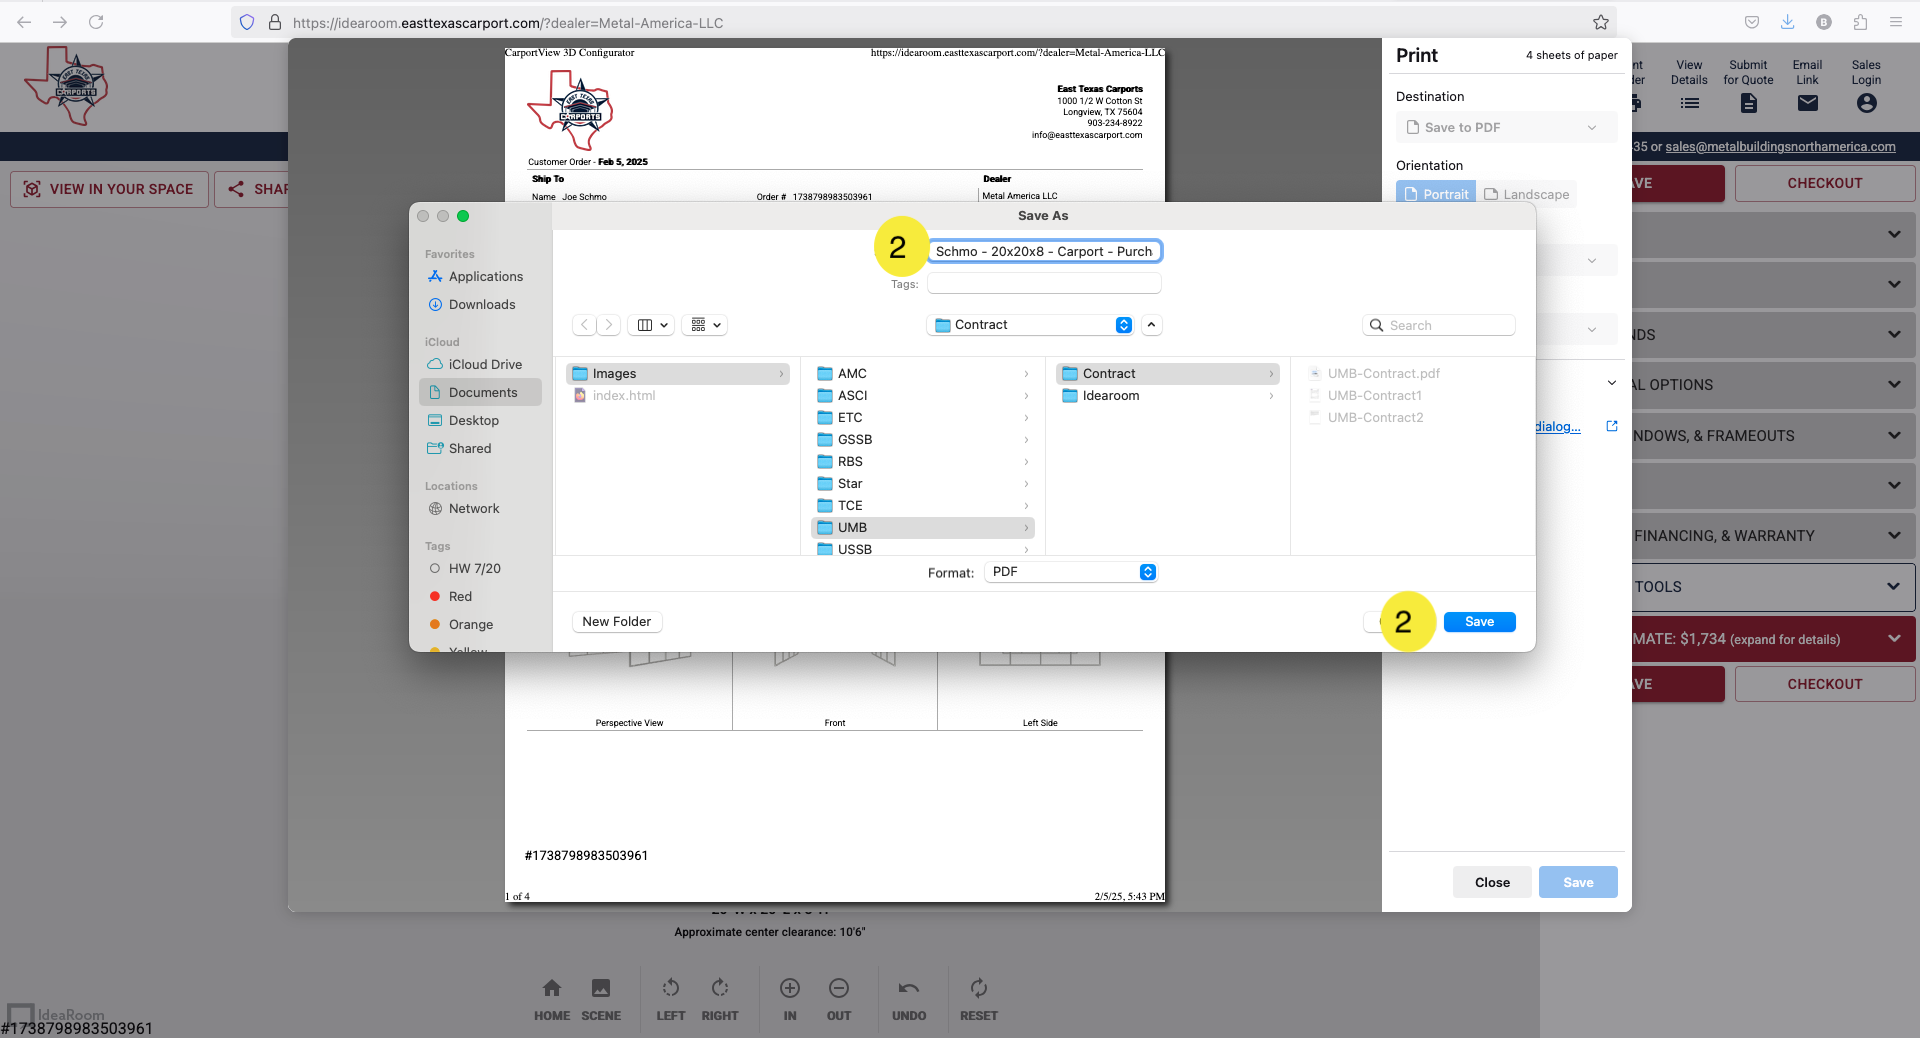 https://idearoom.easttexascarport.com/?dealer=Metal-America-LLC
B
EAST TEXAS
CARPORTS
View
Details
Submit
for Quote
Email
Link
Sales
Login
35 or sales@metalbuildingsnorthamerica.com
VIEW IN YOUR SPACE
CHECKOUT
CarportView 3D Configurator
https://idearoom.easttexascarport.com/?dealer=Metal-America-LLC
EAST TEXAS
CARPORTS
East Texas Carports
1000 1/2 W Cotton St
Longview, TX 75604
903-234-8922
info@easttexascarport.com
Customer Order - Feb 5, 2025
Ship To
Dealer
Name Joe Schmo
Order # 1738798983503961
Metal America LLC
Print
4 sheets of paper
Destination
Save to PDF
Orientation
Portrait
Landscape
Save As
2
Schmo - 20x20x8 - Carport - Purch
Tags:
Contract
Search
Favorites
Applications
Downloads
iCloud
iCloud Drive
Documents
Desktop
Shared
Locations
Network
Tags
HW 7/20
Red
Orange
Yellow
Images
index.html
AMC
ASCI
ETC
GSSB
RBS
Star
TCE
UMB
USSB
Contract
Idearoom
UMB-Contract.pdf
UMB-Contract1
UMB-Contract2
Format:
PDF
New Folder
2
Save
dialog...
NDS
AL OPTIONS
NDOWS, & FRAMEOUTS
FINANCING, & WARRANTY
TOOLS
MATE: $1,734 (expand for details)
CHECKOUT
Perspective View
Front
Left Side
#1738798983503961
1 of 4
2/5/25, 5:43 PM
Close
Save
Approximate center clearance: 10'6"
HOME
SCENE
LEFT
RIGHT
IN
OUT
UNDO
RESET
IdeaRoom
#1738798983503961